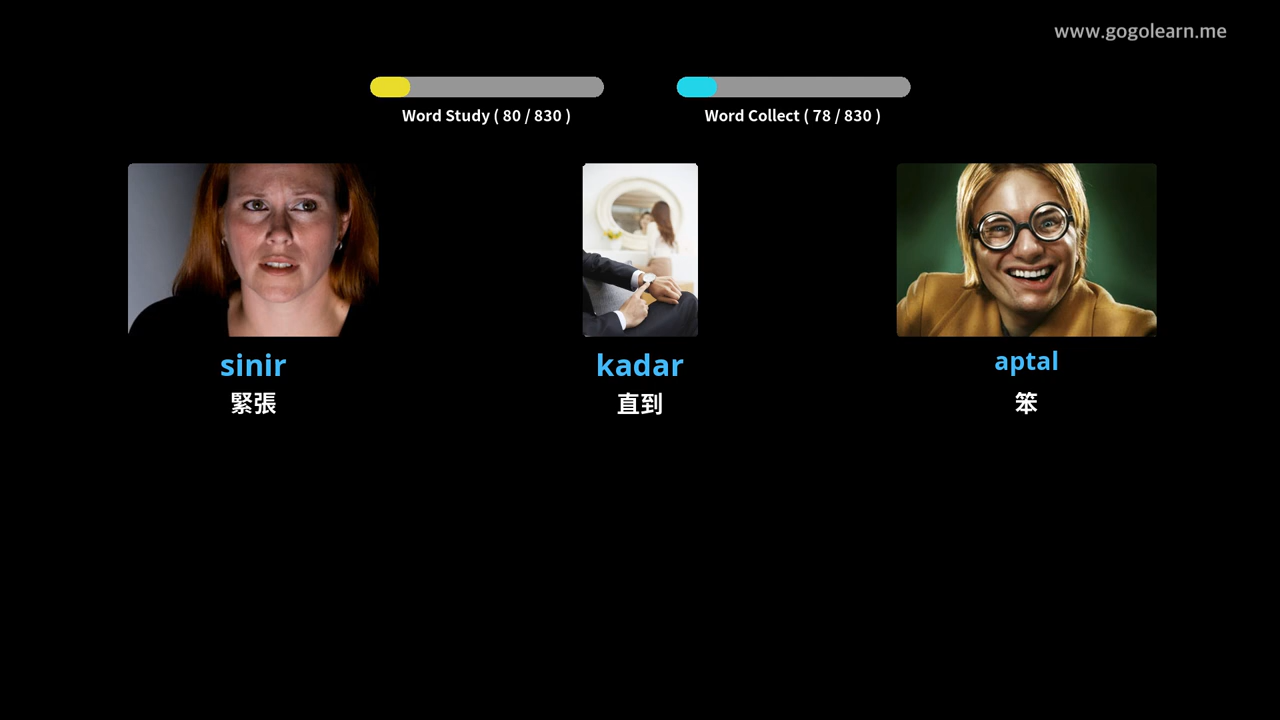 www.gogolearn.me
Word Study ( 80 / 830 )
Word Collect ( 78 / 830 )
sinir
緊張
kadar
直到
aptal
笨